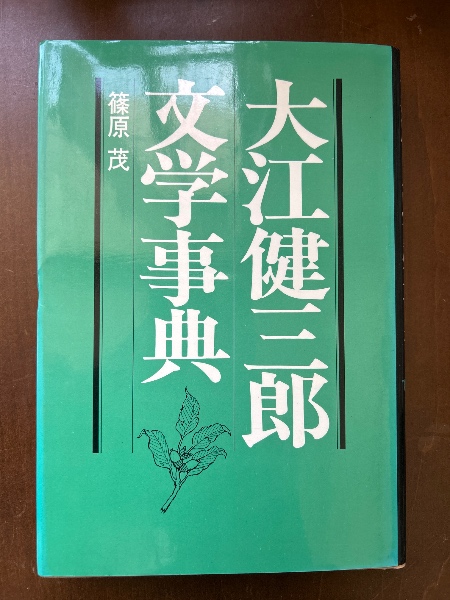 大江健三郎
文学事典
篠原 茂